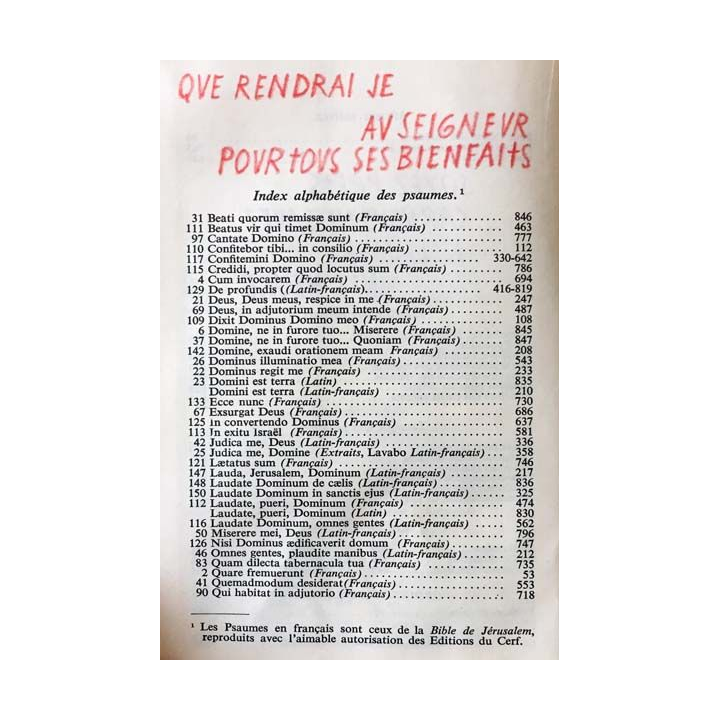 QVE RENDRAI JE
AV SEIGNEVR
POVR TOVS SES BIENFAITS
Index alphabétique des psaumes.¹
31 Beati quorum remissæ sunt (Français) ............... 846
111 Beatus vir qui timet Dominum (Français) ............. 463
97 Cantate Domino (Français) ........................ 777
110 Confitebor tibi... in consilio (Français) ............... 112
117 Confitemini Domino (Français) ................ 330-642
115 Credidi, propter quod locutus sum (Français) ......... 786
4 Cum invocarem (Français) ........................ 694
129 De profundis ((Latin-français)................... 416-819
21 Deus, Deus meus, respice in me (Français) ........... 247
69 Deus, in adjutorium meum intende (Français) ......... 487
109 Dixit Dominus Domino meo (Français) .............. 108
6 Domine, ne in furore tuo... Miserere (Français) ....... 845
37 Domine, ne in furore tuo... Quoniam (Français) ....... 847
142 Domine, exaudi orationem meam Français) .......... 208
26 Dominus illuminatio mea (Français) ................. 543
22 Dominus regit me (Français) ....................... 233
23 Domini est terra (Latin) .......................... 835
Domini est terra (Latin-français) ................... 210
133 Ecce nunc (Français) ............................. 730
67 Exsurgat Deus (Français) .......................... 686
125 In convertendo Dominus (Français) ................. 637
113 In exitu Israël (Français) .......................... 581
42 Judica me, Deus (Latin-français) ................... 336
25 Judica me, Domine (Extraits, Lavabo Latin-français)... 358
121 Lætatus sum (Français) ........................... 746
147 Lauda, Jerusalem, Dominum (Latin-français) ......... 217
148 Laudate Dominum de cælis (Latin-français) .......... 836
150 Laudate Dominum in sanctis ejus (Latin-français) ...... 325
112 Laudate, pueri, Dominum (Français) ................ 474
Laudate, pueri, Dominum (Latin) .................. 830
116 Laudate Dominum, omnes gentes (Latin-français) ..... 562
50 Miserere mei, Deus (Latin-français) ................. 796
126 Nisi Dominus ædificaverit domum (Français) ......... 747
46 Omnes gentes, plaudite manibus (Latin-français) ....... 212
83 Quam dilecta tabernacula tua (Français) ............. 735
2 Quare fremuerunt (Français) ....................... 53
41 Quemadmodum desiderat (Français) ................. 553
90 Qui habitat in adjutorio (Français) .................. 718
¹ Les Psaumes en français sont ceux de la Bible de Jérusalem,
reproduits avec l'aimable autorisation des Editions du Cerf.